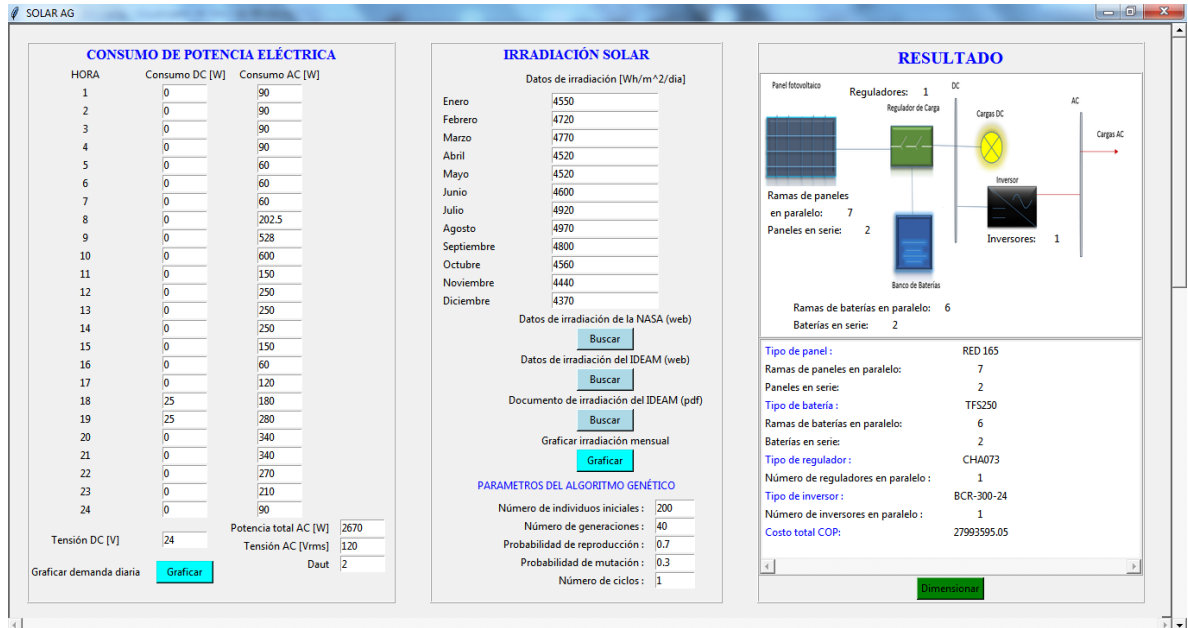 SOLAR AG
CONSUMO DE POTENCIA ELÉCTRICA
HORA Consumo DC [W] Consumo AC [W]
1 0 90
2 0 90
3 0 90
4 0 90
5 0 60
6 0 60
7 0 60
8 0 202.5
9 0 528
10 0 600
11 0 150
12 0 250
13 0 250
14 0 250
15 0 150
16 0 60
17 0 120
18 25 180
19 25 280
20 0 340
21 0 340
22 0 270
23 0 210
24 0 90
Potencia total AC [W] 2670
Tensión DC [V] 24
Tensión AC [Vrms] 120
Daut 2
Graficar demanda diaria Graficar
IRRADIACIÓN SOLAR
Datos de irradiación [Wh/m^2/dia]
Enero 4550
Febrero 4720
Marzo 4770
Abril 4520
Mayo 4520
Junio 4600
Julio 4920
Agosto 4970
Septiembre 4800
Octubre 4560
Noviembre 4440
Diciembre 4370
Datos de irradiación de la NASA (web)
Buscar
Datos de irradiación del IDEAM (web)
Buscar
Documento de irradiación del IDEAM (pdf)
Buscar
Graficar irradiación mensual
Graficar
PARAMETROS DEL ALGORITMO GENÉTICO
Número de individuos iniciales : 200
Número de generaciones : 40
Probabilidad de reproducción : 0.7
Probabilidad de mutación : 0.3
Número de ciclos : 1
RESULTADO
Panel fotovoltaico
Reguladores: 1
DC
AC
Regulador de Carga
Cargas DC
Cargas AC
Inversor
Ramas de paneles
en paralelo: 7
Paneles en serie: 2
Inversores: 1
Banco de Baterías
Ramas de baterías en paralelo: 6
Baterías en serie: 2
Tipo de panel : RED 165
Ramas de paneles en paralelo: 7
Paneles en serie: 2
Tipo de batería : TFS250
Ramas de baterías en paralelo: 6
Baterías en serie: 2
Tipo de regulador : CHA073
Número de reguladores en paralelo : 1
Tipo de inversor : BCR-300-24
Número de inversores en paralelo : 1
Costo total COP: 27993595.05
Dimensionar